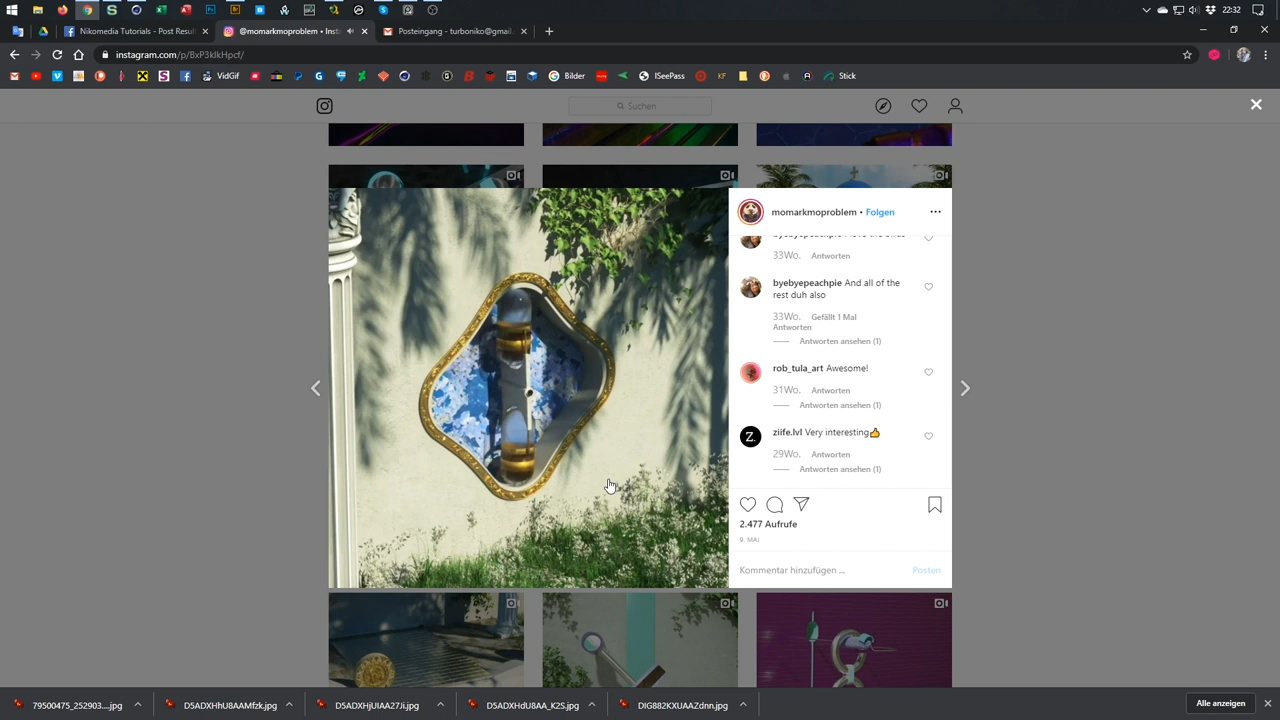 22:32
Nikomedia Tutorials - Post Resul
@momarkmoproblem • Insta
Posteingang - turboniko@gmail.
instagram.com/p/BxP3klkHpcf/
VidGif
Bilder
ISeePass
KF
Stick
Suchen
momarkmoproblem • Folgen
33Wo. Antworten
byebyepeachpie And all of the
rest duh also
33Wo. Gefällt 1 Mal
Antworten
Antworten ansehen (1)
rob_tula_art Awesome!
31Wo. Antworten
Antworten ansehen (1)
Z.
ziife.lvl Very interesting👍
29Wo. Antworten
Antworten ansehen (1)
2.477 Aufrufe
9. MAI
Kommentar hinzufügen ... Posten
79500473_252903....jpg
D5ADXHhU8AAMfzk.jpg
D5ADXHjUIAA27Ji.jpg
D5ADXHdU8AA_K2S.jpg
DIG882KXUAAZdnn.jpg
Alle anzeigen